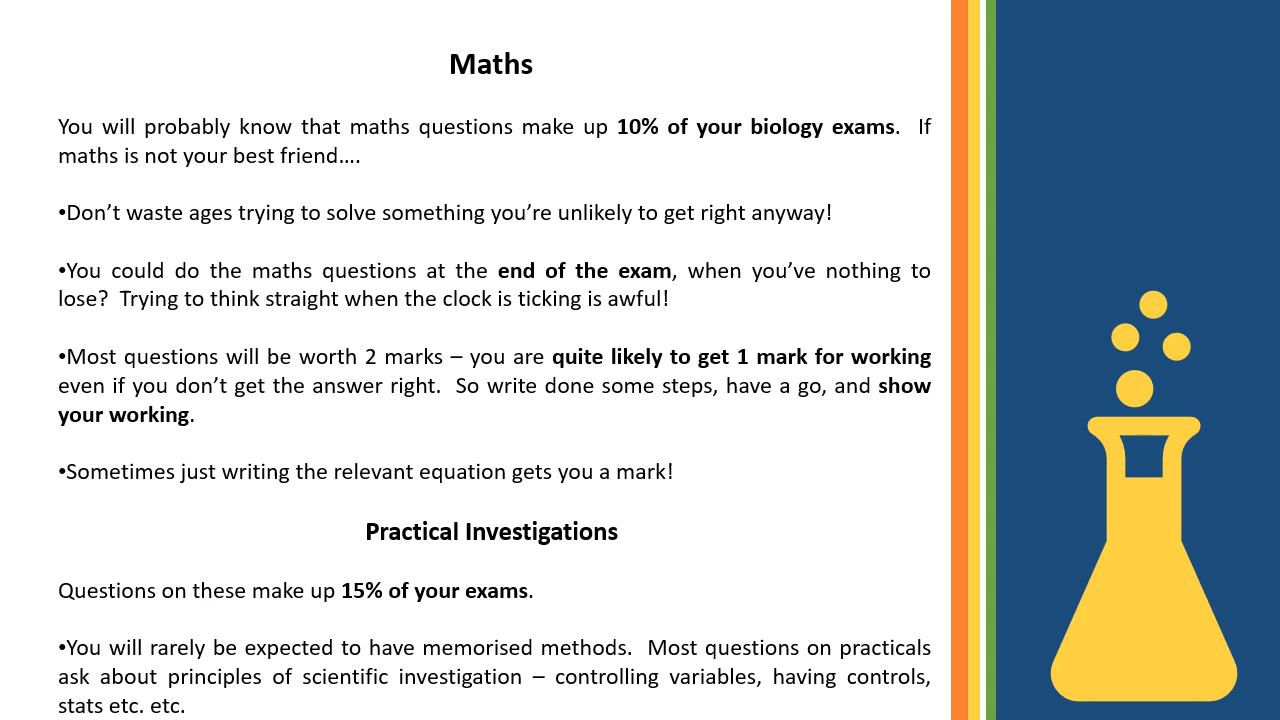 Maths
You will probably know that maths questions make up 10% of your biology exams.  If
maths is not your best friend….
•Don’t waste ages trying to solve something you’re unlikely to get right anyway!
•You could do the maths questions at the end of the exam, when you’ve nothing to
lose?  Trying to think straight when the clock is ticking is awful!
•Most questions will be worth 2 marks – you are quite likely to get 1 mark for working
even if you don’t get the answer right.  So write done some steps, have a go, and show
your working.
•Sometimes just writing the relevant equation gets you a mark!
Practical Investigations
Questions on these make up 15% of your exams.
•You will rarely be expected to have memorised methods.  Most questions on practicals
ask about principles of scientific investigation – controlling variables, having controls,
stats etc. etc.